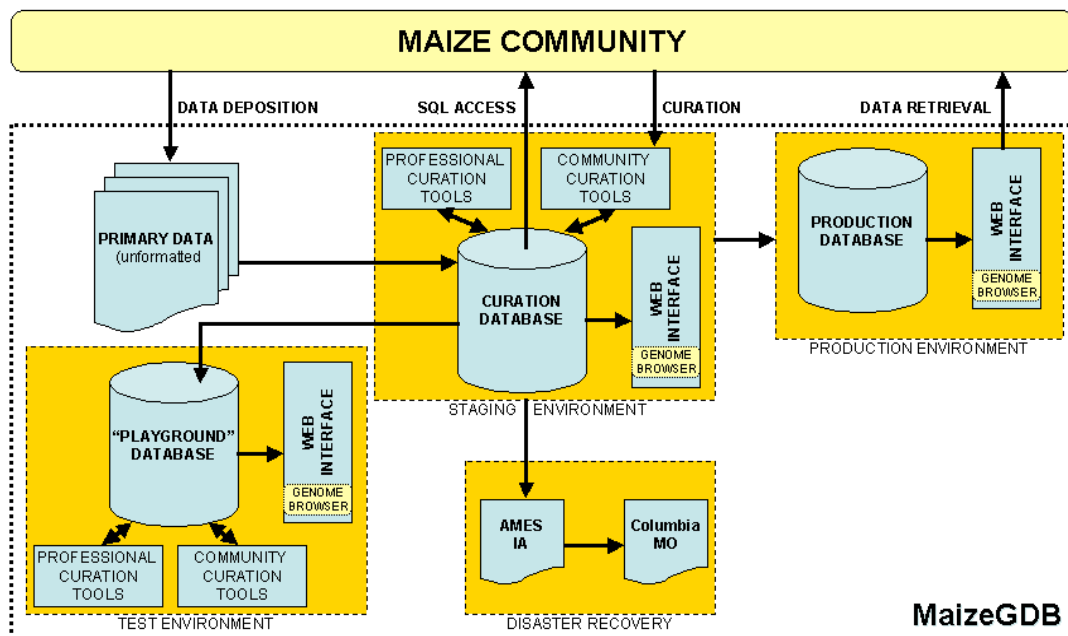 MAIZE COMMUNITY
DATA DEPOSITION
SQL ACCESS
CURATION
DATA RETRIEVAL
PROFESSIONAL
CURATION
TOOLS
COMMUNITY
CURATION
TOOLS
PRIMARY DATA
(unformatted
CURATION
DATABASE
WEB
INTERFACE
GENOME
BROWSER
STAGING ENVIRONMENT
PRODUCTION
DATABASE
WEB
INTERFACE
GENOME
BROWSER
PRODUCTION ENVIRONMENT
“PLAYGROUND”
DATABASE
WEB
INTERFACE
GENOME
BROWSER
PROFESSIONAL
CURATION
TOOLS
COMMUNITY
CURATION
TOOLS
TEST ENVIRONMENT
AMES
IA
Columbia
MO
DISASTER RECOVERY
MaizeGDB